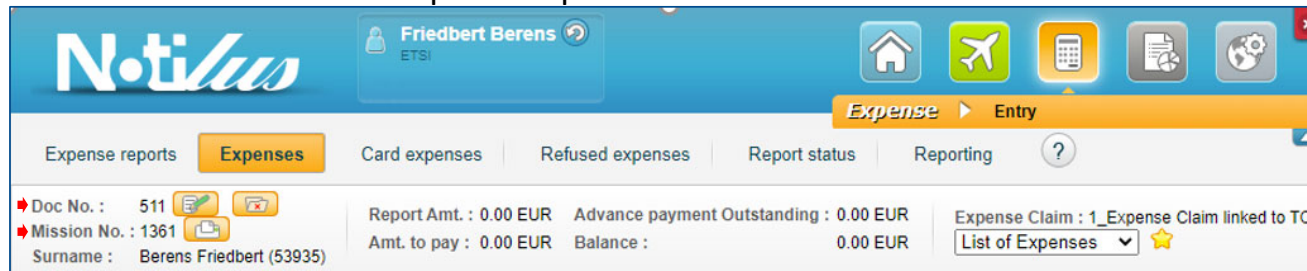 Notilus
Friedbert Berens
ETSI
Expense Entry
Expense reports Expenses Card expenses Refused expenses Report status Reporting ?
Doc No. : 511 Report Amt. : 0.00 EUR Advance payment Outstanding : 0.00 EUR Expense Claim : 1_Expense Claim linked to TO
Mission No. : 1361 Amt. to pay : 0.00 EUR Balance : 0.00 EUR List of Expenses
Surname : Berens Friedbert (53935)